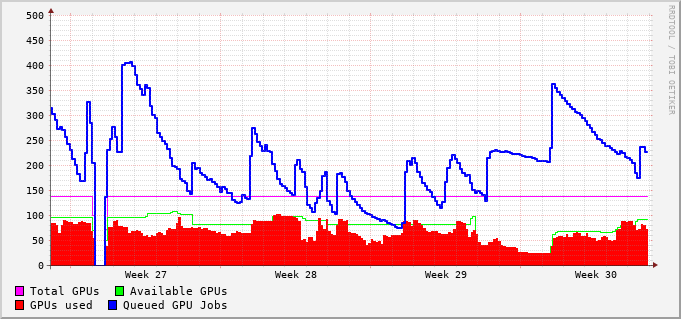 500
450
400
350
300
250
200
150
100
50
0
Week 27 Week 28 Week 29 Week 30
Total GPUs Available GPUs
GPUs used Queued GPU Jobs
RRDTOOL / TOBI OETIKER